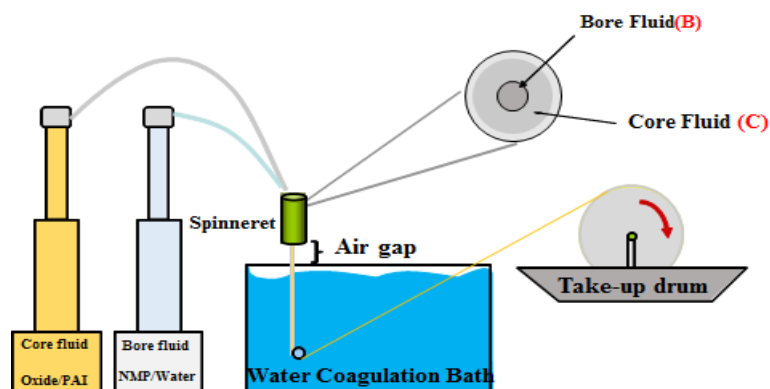 Bore Fluid(B)
Core Fluid (C)
Spinneret
Air gap
Take-up drum
Core fluid
Oxide/PAI
Bore fluid
NMP/Water
Water Coagulation Bath